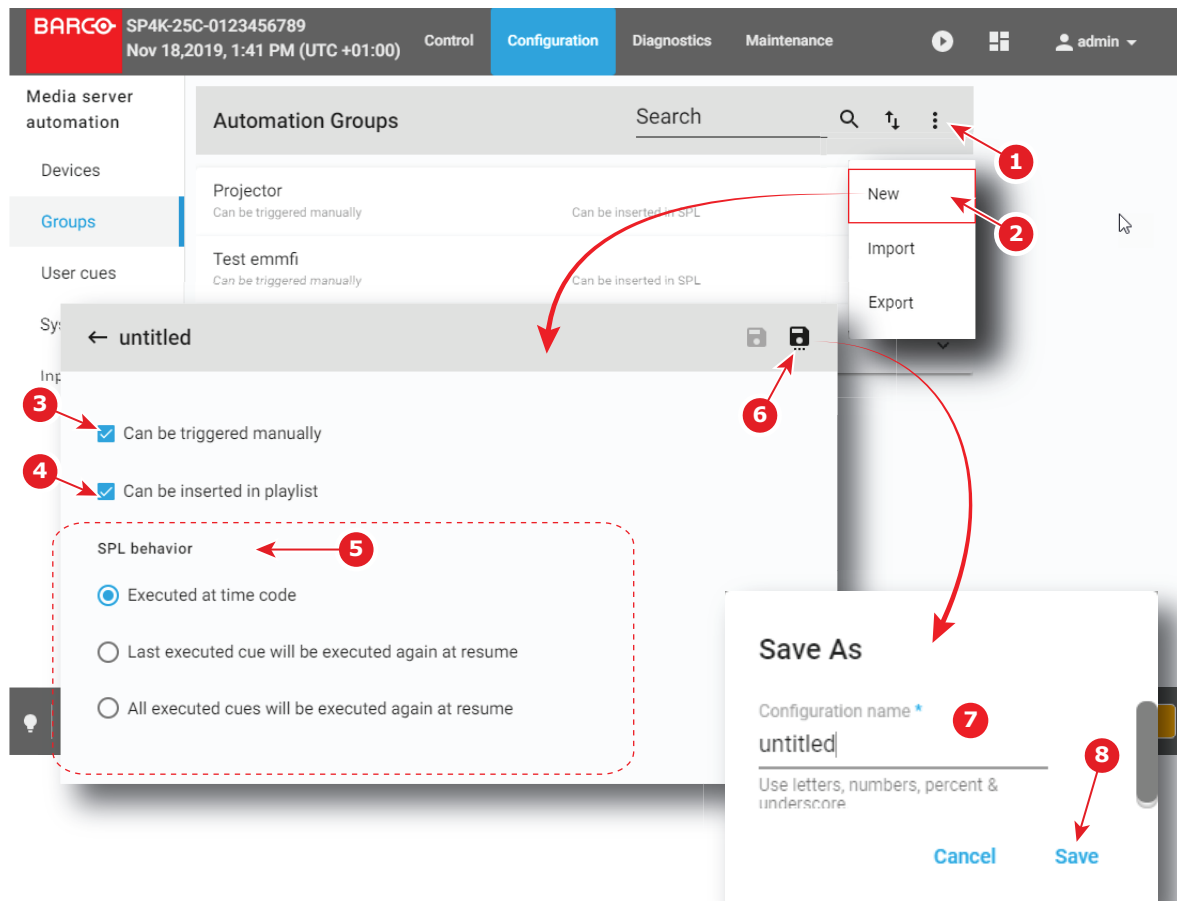 BARCO SP4K-25C-0123456789
Nov 18,2019, 1:41 PM (UTC +01:00)
Control Configuration Diagnostics Maintenance admin
Media server
automation
Automation Groups
Search
1
Devices
Projector
Can be triggered manually Can be inserted in SPL
New
2
Groups
Import
User cues
Test emmfi
Can be triggered manually Can be inserted in SPL
Export
Sy
untitled
Inp
6
3
Can be triggered manually
4
Can be inserted in playlist
SPL behavior
5
Executed at time code
Last executed cue will be executed again at resume
All executed cues will be executed again at resume
Save As
Configuration name *
7
untitled
Use letters, numbers, percent &
underscore
8
Cancel Save